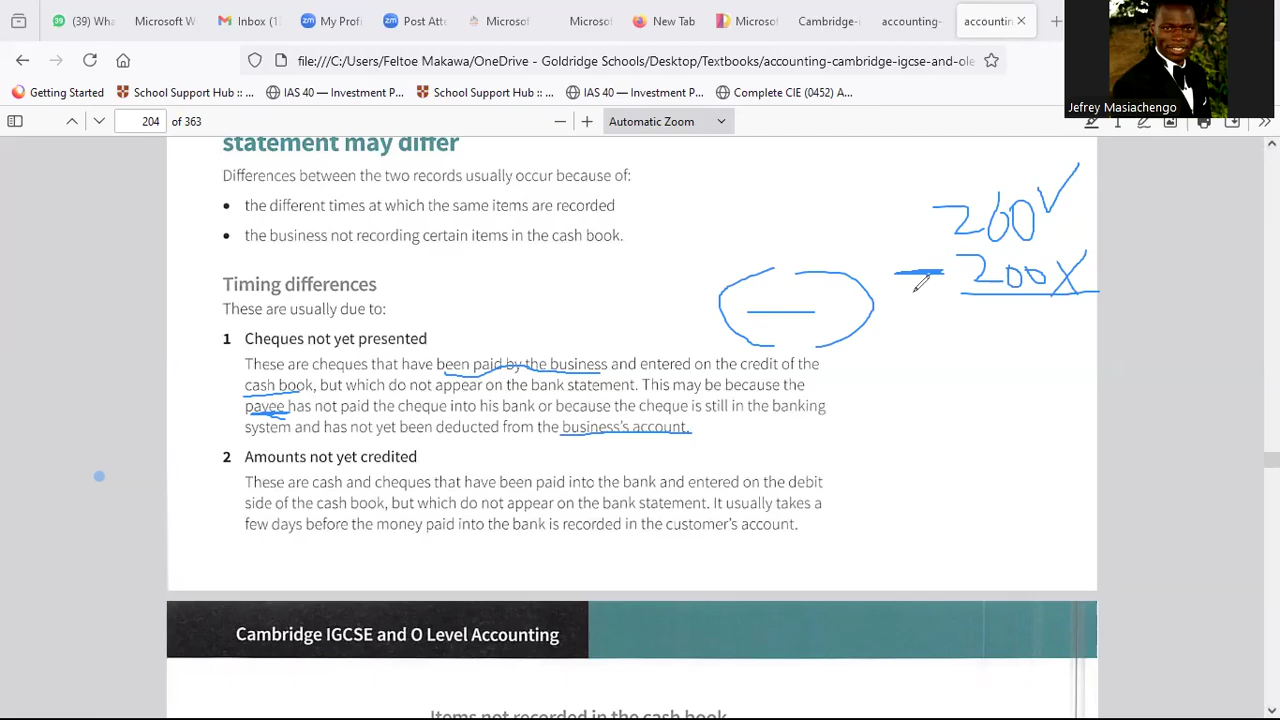 (39) Wha
Microsoft W
Inbox (1
My Profi
Post Atte
Microsof
Microsof
New Tab
Microso
Cambridge-i
accounting-
accountin
file:///C:/Users/Feltoe Makawa/OneDrive - Goldridge Schools/Desktop/Textbooks/accounting-cambridge-igcse-and-ole
Getting Started
School Support Hub :: ...
IAS 40 — Investment P...
School Support Hub :: ...
IAS 40 — Investment P...
Complete CIE (0452) A...
Jefrey Masiachengo
204 of 363
Automatic Zoom
statement may differ
Differences between the two records usually occur because of:
• the different times at which the same items are recorded
• the business not recording certain items in the cash book.
260
200
Timing differences
These are usually due to:
1 Cheques not yet presented
These are cheques that have been paid by the business and entered on the credit of the
cash book, but which do not appear on the bank statement. This may be because the
payee has not paid the cheque into his bank or because the cheque is still in the banking
system and has not yet been deducted from the business's account.
2 Amounts not yet credited
These are cash and cheques that have been paid into the bank and entered on the debit
side of the cash book, but which do not appear on the bank statement. It usually takes a
few days before the money paid into the bank is recorded in the customer's account.
Cambridge IGCSE and O Level Accounting
Items not recorded in the cash book